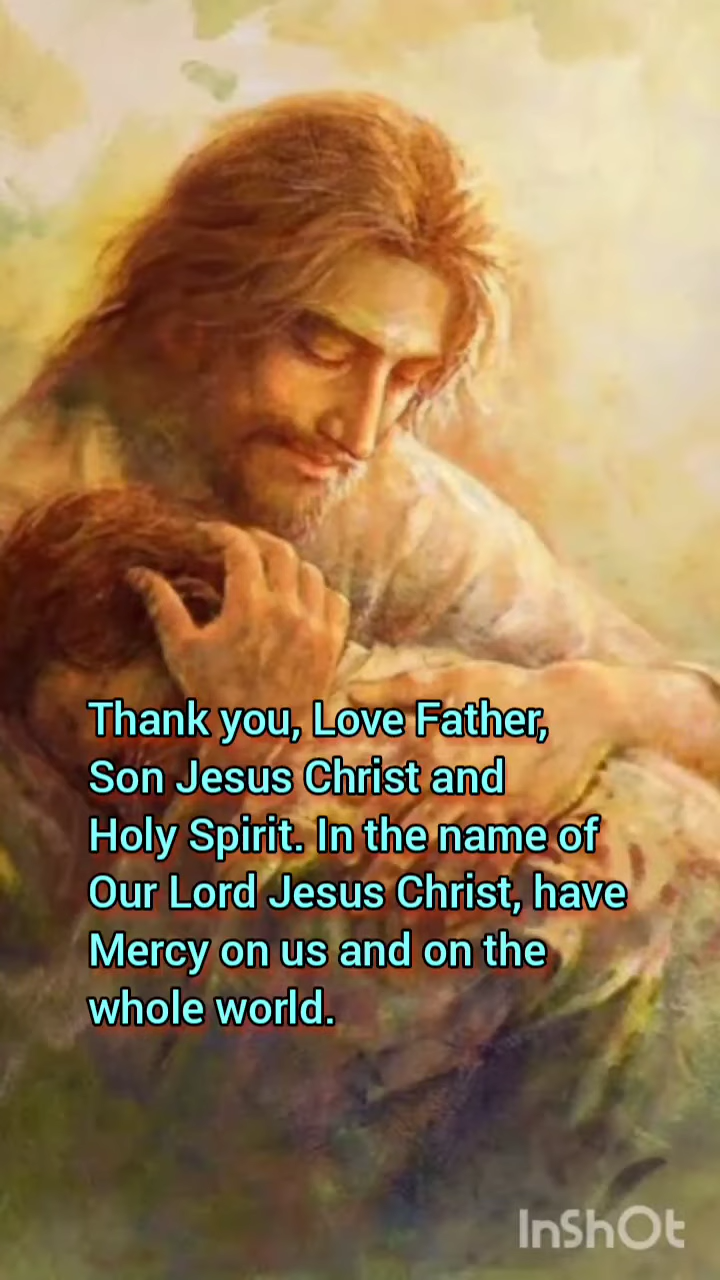 Thank you, Love Father,
Son Jesus Christ and
Holy Spirit. In the name of
Our Lord Jesus Christ, have
Mercy on us and on the
whole world.
InShOt